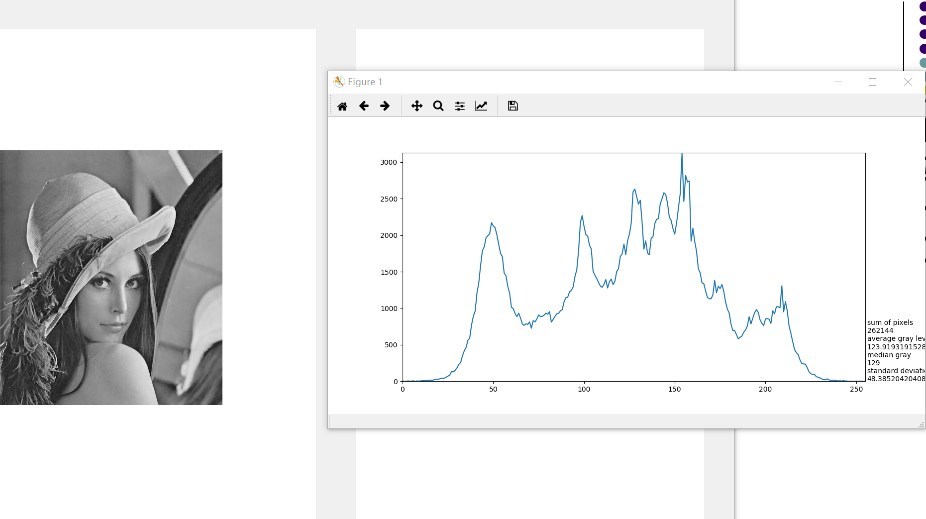 Figure 1
3000
2500
2000
1500
1000
500
0
0 50 100 150 200 250
sum of pixels
262144
average gray lev
123.9193191528
median gray
129
standard deviati
48.38520420408